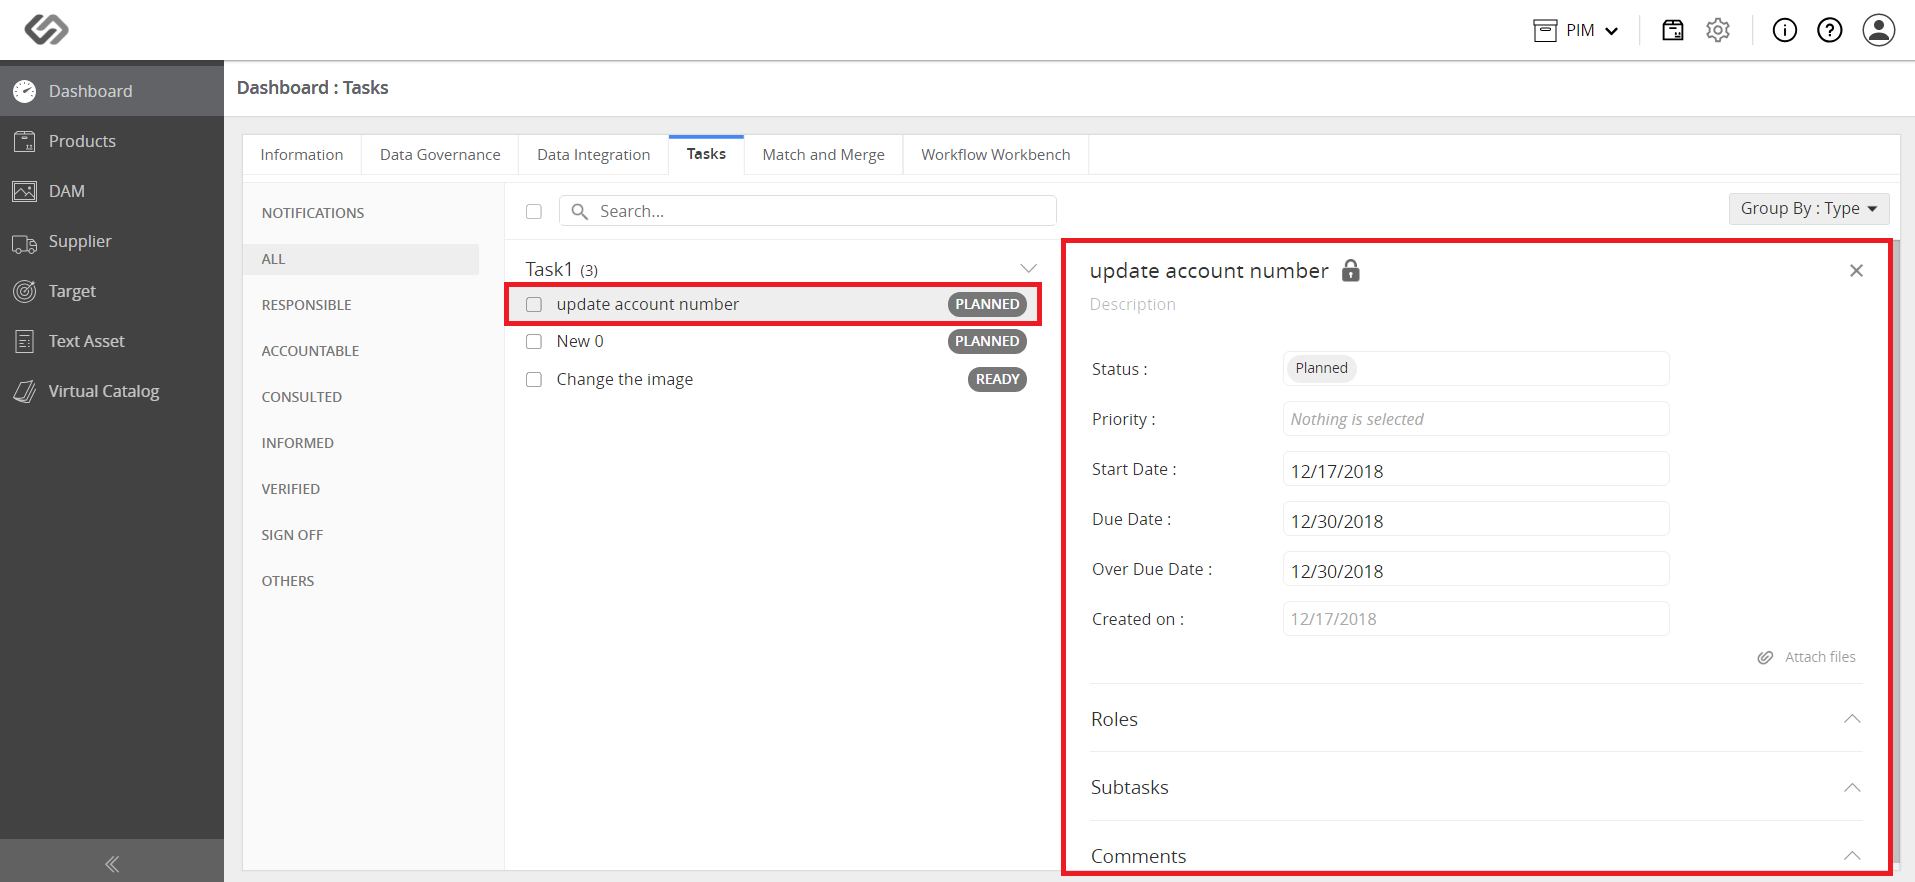 PIM
Dashboard
Products
DAM
Supplier
Target
Text Asset
Virtual Catalog
Dashboard : Tasks
Information
Data Governance
Data Integration
Tasks
Match and Merge
Workflow Workbench
NOTIFICATIONS
ALL
RESPONSIBLE
ACCOUNTABLE
CONSULTED
INFORMED
VERIFIED
SIGN OFF
OTHERS
Search...
Group By : Type
Task1 (3)
update account number PLANNED
New 0 PLANNED
Change the image READY
update account number
Description
Status : Planned
Priority : Nothing is selected
Start Date : 12/17/2018
Due Date : 12/30/2018
Over Due Date : 12/30/2018
Created on : 12/17/2018
Attach files
Roles
Subtasks
Comments